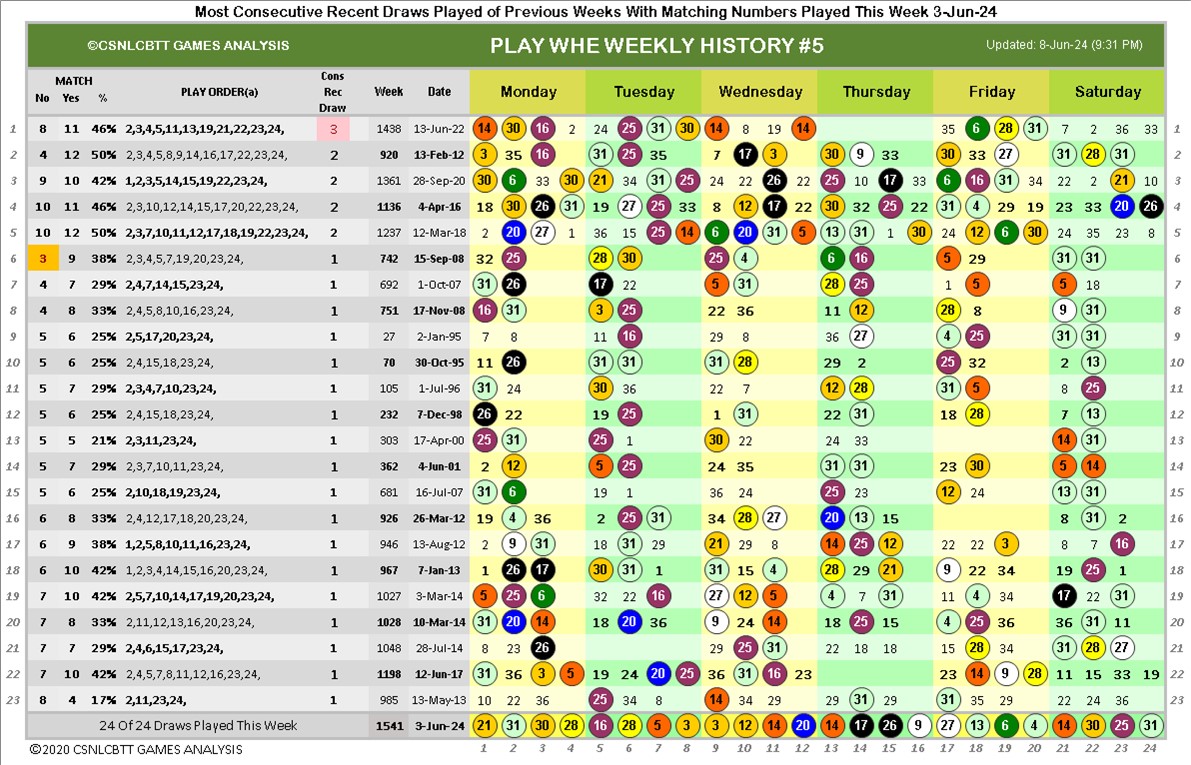 Most Consecutive Recent Draws Played of Previous Weeks With Matching Numbers Played This Week 3-Jun-24
©CSNLCBTT GAMES ANALYSIS PLAY WHE WEEKLY HISTORY #5 Updated: 8-Jun-24 (9:31 PM)
No MATCH Yes % PLAY ORDER(a) Cons Rec Draw Week Date Monday Tuesday Wednesday Thursday Friday Saturday
1 8 11 46% 2,3,4,5,11,13,19,21,22,23,24, 3 1438 13-Jun-22 14 30 16 2 24 25 31 30 14 8 19 14 35 6 28 31 7 2 36 33 1
2 8 12 50% 2,3,4,5,8,9,14,16,17,22,23,24, 2 920 13-Feb-12 3 35 16 31 25 35 7 17 3 30 9 33 30 33 27 31 28 31 2
3 9 10 42% 1,2,3,5,14,15,19,22,23,24, 2 1361 28-Sep-20 30 6 33 30 21 34 31 25 24 22 26 22 25 10 17 33 6 16 31 34 22 2 21 10 3
4 10 11 46% 2,3,10,12,14,15,17,20,22,23,24, 2 1136 4-Apr-16 18 30 26 31 19 27 25 33 8 12 17 22 30 32 25 22 31 4 29 19 23 33 20 26 4
5 10 12 50% 2,3,7,10,11,12,17,18,19,22,23,24, 2 1237 12-Mar-18 2 20 27 1 36 15 25 14 6 20 31 5 13 31 1 30 24 12 6 30 24 35 23 8 5
6 3 9 38% 2,3,4,5,7,19,20,23,24, 1 742 15-Sep-08 32 25 28 30 25 4 6 16 5 29 31 31 6
7 4 7 29% 2,4,7,14,15,23,24, 1 692 1-Oct-07 31 26 17 22 5 31 28 25 1 5 5 18 7
8 4 8 33% 2,4,5,8,10,16,23,24, 1 751 17-Nov-08 16 31 3 25 22 36 11 12 28 8 9 31 8
9 5 6 25% 2,5,17,20,23,24, 1 27 2-Jan-95 7 8 11 16 29 8 36 27 4 25 31 31 9
10 5 6 25% 2,4,15,18,23,24, 1 70 30-Oct-95 11 26 31 31 31 28 29 2 25 32 2 13 10
11 5 7 29% 2,3,4,7,10,23,24, 1 105 1-Jul-96 31 24 30 36 22 7 12 28 31 5 8 25 11
12 5 6 25% 2,4,15,18,23,24, 1 232 7-Dec-98 26 22 19 25 1 31 22 31 18 28 7 13 12
13 5 5 21% 2,3,11,23,24, 1 303 17-Apr-00 25 31 25 1 30 22 24 33 14 31 13
14 5 7 29% 2,3,7,10,11,23,24, 1 362 4-Jun-01 2 12 5 25 24 35 31 31 23 30 5 14 14
15 5 6 25% 2,10,18,19,23,24, 1 681 16-Jul-07 31 6 19 1 36 24 25 23 12 24 13 31 15
16 6 8 33% 2,4,12,17,18,20,23,24, 1 926 26-Mar-12 19 4 36 2 25 31 34 28 27 20 13 15 8 31 2 16
17 6 9 38% 1,2,5,8,10,11,16,23,24, 1 946 13-Aug-12 2 9 31 18 31 29 21 29 8 14 25 12 22 22 3 8 7 16 17
18 6 10 42% 1,2,3,4,14,15,16,20,23,24, 1 967 7-Jan-13 1 26 17 30 31 1 31 15 4 28 29 21 9 22 34 19 25 1 18
19 7 10 42% 2,5,7,10,14,17,19,20,23,24, 1 1027 3-Mar-14 5 25 6 32 22 16 27 12 5 4 7 31 11 4 34 17 22 31 19
20 7 8 33% 2,11,12,13,16,20,23,24, 1 1028 10-Mar-14 31 20 14 18 20 36 9 24 14 18 25 15 4 25 36 36 31 11 20
21 7 7 29% 2,4,6,15,17,23,24, 1 1048 28-Jul-14 8 23 26 29 25 31 22 18 18 15 28 34 31 28 27 21
22 7 10 42% 2,4,5,7,8,11,12,16,23,24, 1 1198 12-Jun-17 31 36 3 5 19 24 20 25 36 31 16 23 23 14 9 28 11 15 33 19 22
23 8 4 17% 2,11,23,24, 1 985 13-May-13 10 22 36 25 34 8 14 29 29 31 29 31 35 29 22 24 36 23
24 Of 24 Draws Played This Week 1541 3-Jun-24 21 31 30 28 16 28 5 3 3 12 14 20 14 17 26 9 27 13 6 4 14 30 25 31
©2020 CSNLCBTT GAMES ANALYSIS 1 2 3 4 5 6 7 8 9 10 11 12 13 14 15 16 17 18 19 20 21 22 23 24